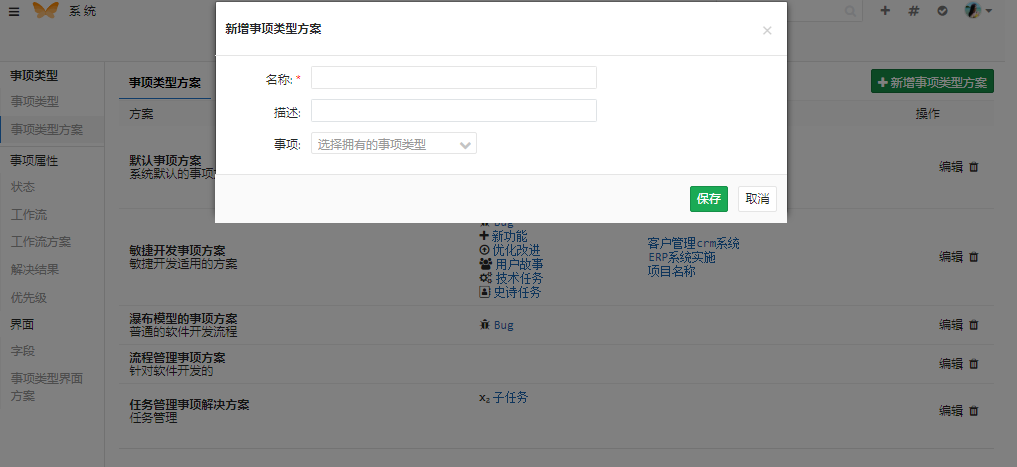 系统
新增事项类型方案
×
名称: *
描述:
事项: 选择拥有的事项类型
保存 取消
事项类型
事项类型
事项类型方案
事项属性
状态
工作流
工作流方案
解决结果
优先级
界面
字段
事项类型界面
方案
事项类型方案
新增事项类型方案
方案 操作
默认事项方案
系统默认的事项
编辑
敏捷开发事项方案
敏捷开发适用的方案
Bug
新功能
优化改进
用户故事
技术任务
史诗任务
客户管理crm系统
ERP系统实施
项目名称
编辑
瀑布模型的事项方案
普通的软件开发流程
Bug
编辑
流程管理事项方案
针对软件开发的
编辑
任务管理事项解决方案
任务管理
x₂ 子任务
编辑